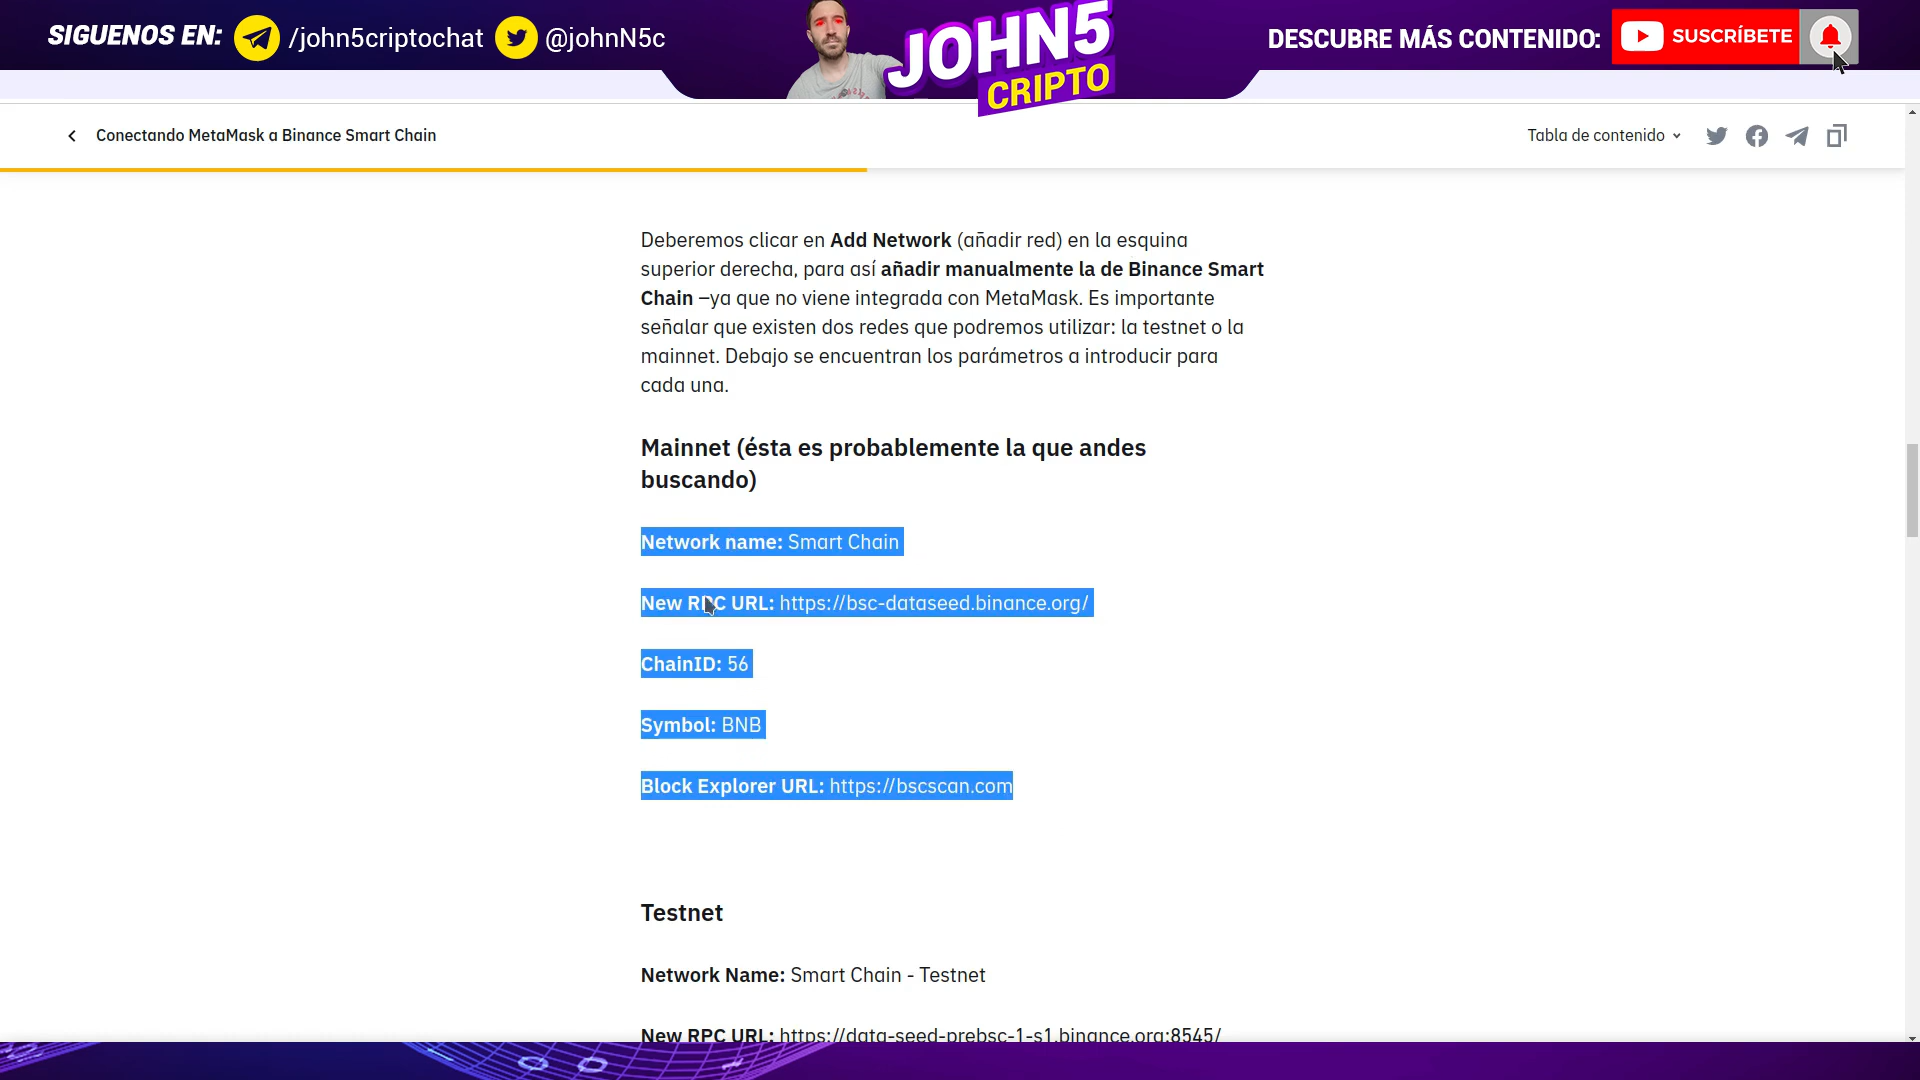 SIGUENOS EN: /john5criptochat @johnN5c
JOHN5
CRIPTO
DESCUBRE MÁS CONTENIDO: SUSCRÍBETE
Conectando MetaMask a Binance Smart Chain
Tabla de contenido
Deberemos clicar en Add Network (añadir red) en la esquina
superior derecha, para así añadir manualmente la de Binance Smart
Chain –ya que no viene integrada con MetaMask. Es importante
señalar que existen dos redes que podremos utilizar: la testnet o la
mainnet. Debajo se encuentran los parámetros a introducir para
cada una.
Mainnet (ésta es probablemente la que andes
buscando)
Network name: Smart Chain
New RPC URL: https://bsc-dataseed.binance.org/
ChainID: 56
Symbol: BNB
Block Explorer URL: https://bscscan.com
Testnet
Network Name: Smart Chain - Testnet
New RPC URL: https://data-seed-prebsc-1-s1.binance.org:8545/